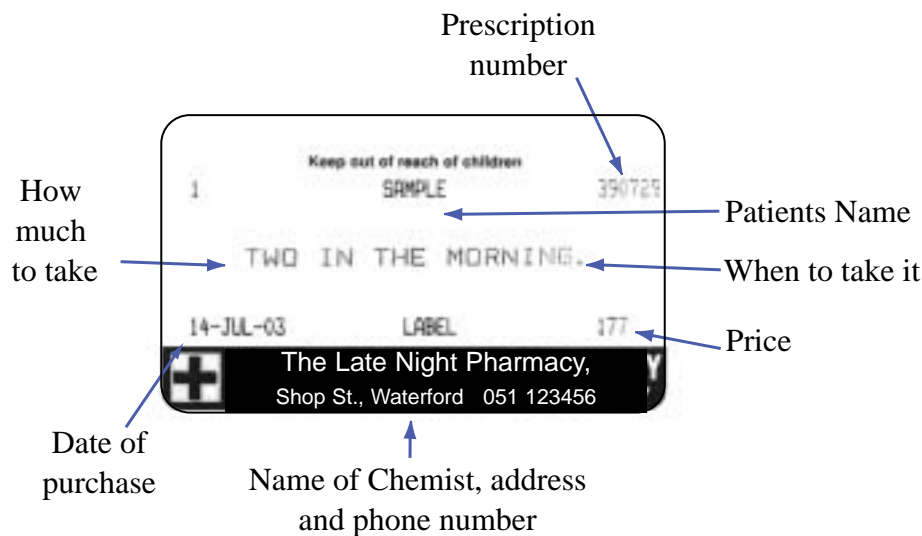 Prescription
number
Keep out of reach of children
1 SAMPLE 390729
How
much
to take
Patients Name
TWO IN THE MORNING.
When to take it
14-JUL-03 LABEL 177
Price
The Late Night Pharmacy,
Shop St., Waterford 051 123456
Date of
purchase
Name of Chemist, address
and phone number